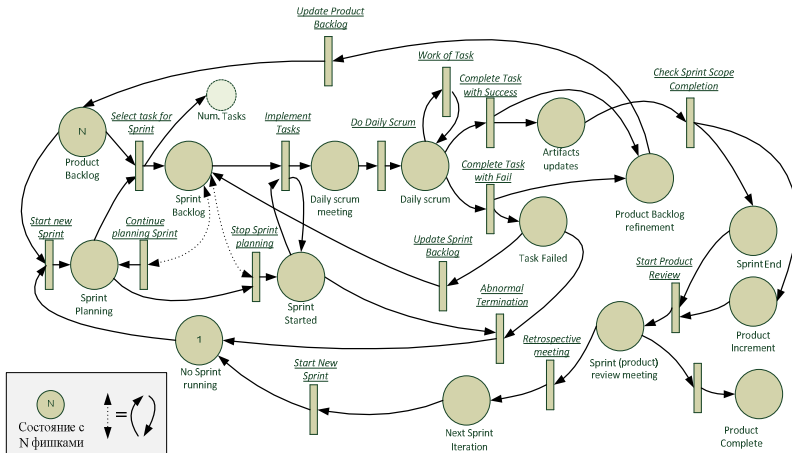 Update Product
Backlog
Work of Task
Check Sprint Scope
Completion
Complete Task
with Success
Select task for
Sprint
Num. Tasks
Implement
Tasks
Do Daily Scrum
N
Product
Backlog
Artifacts
updates
Sprint
Backlog
Daily scrum
meeting
Daily scrum
Complete Task
with Fail
Product Backlog
refinement
Start new
Sprint
Continue
planning Sprint
Stop Sprint
planning
Update Sprint
Backlog
Task Failed
Start Product
Review
Sprint End
Sprint
Planning
Sprint
Started
Abnormal
Termination
1
No Sprint
running
Retrospective
meeting
Product
Increment
Sprint (product)
review meeting
Start New
Sprint
Next Sprint
Iteration
Product
Complete
N
=
Состояние с
N фишками